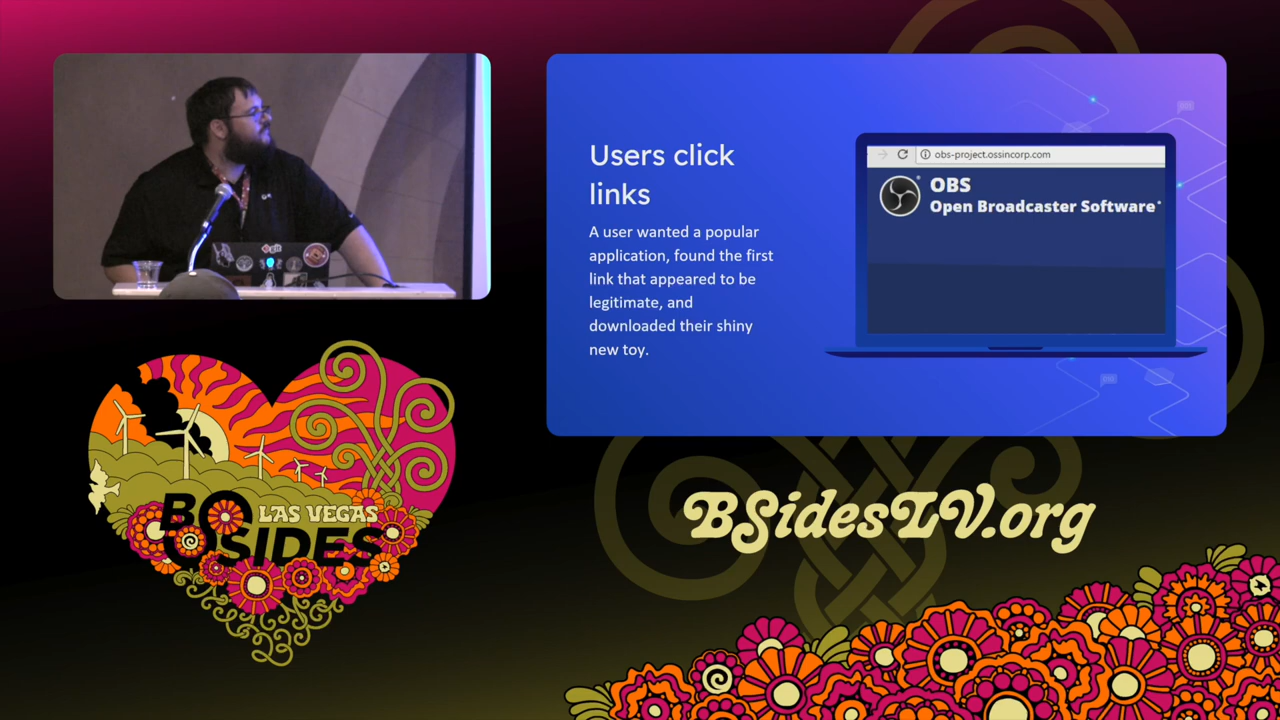 Users click
links
A user wanted a popular
application, found the first
link that appeared to be
legitimate, and
downloaded their shiny
new toy.
obs-project.ossincorp.com
OBS
Open Broadcaster Software
BSidesLV.org
LAS VEGAS
BSIDES
23